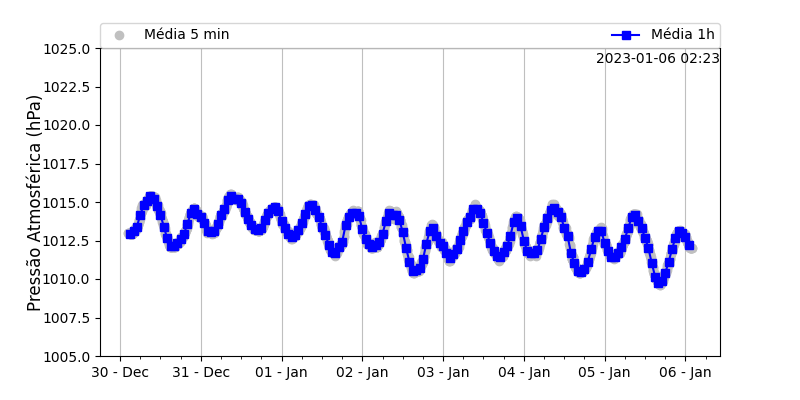 Média 5 min
Média 1h
2023-01-06 02:23
Pressão Atmosférica (hPa)
1025.0
1022.5
1020.0
1017.5
1015.0
1012.5
1010.0
1007.5
1005.0
30 - Dec
31 - Dec
01 - Jan
02 - Jan
03 - Jan
04 - Jan
05 - Jan
06 - Jan